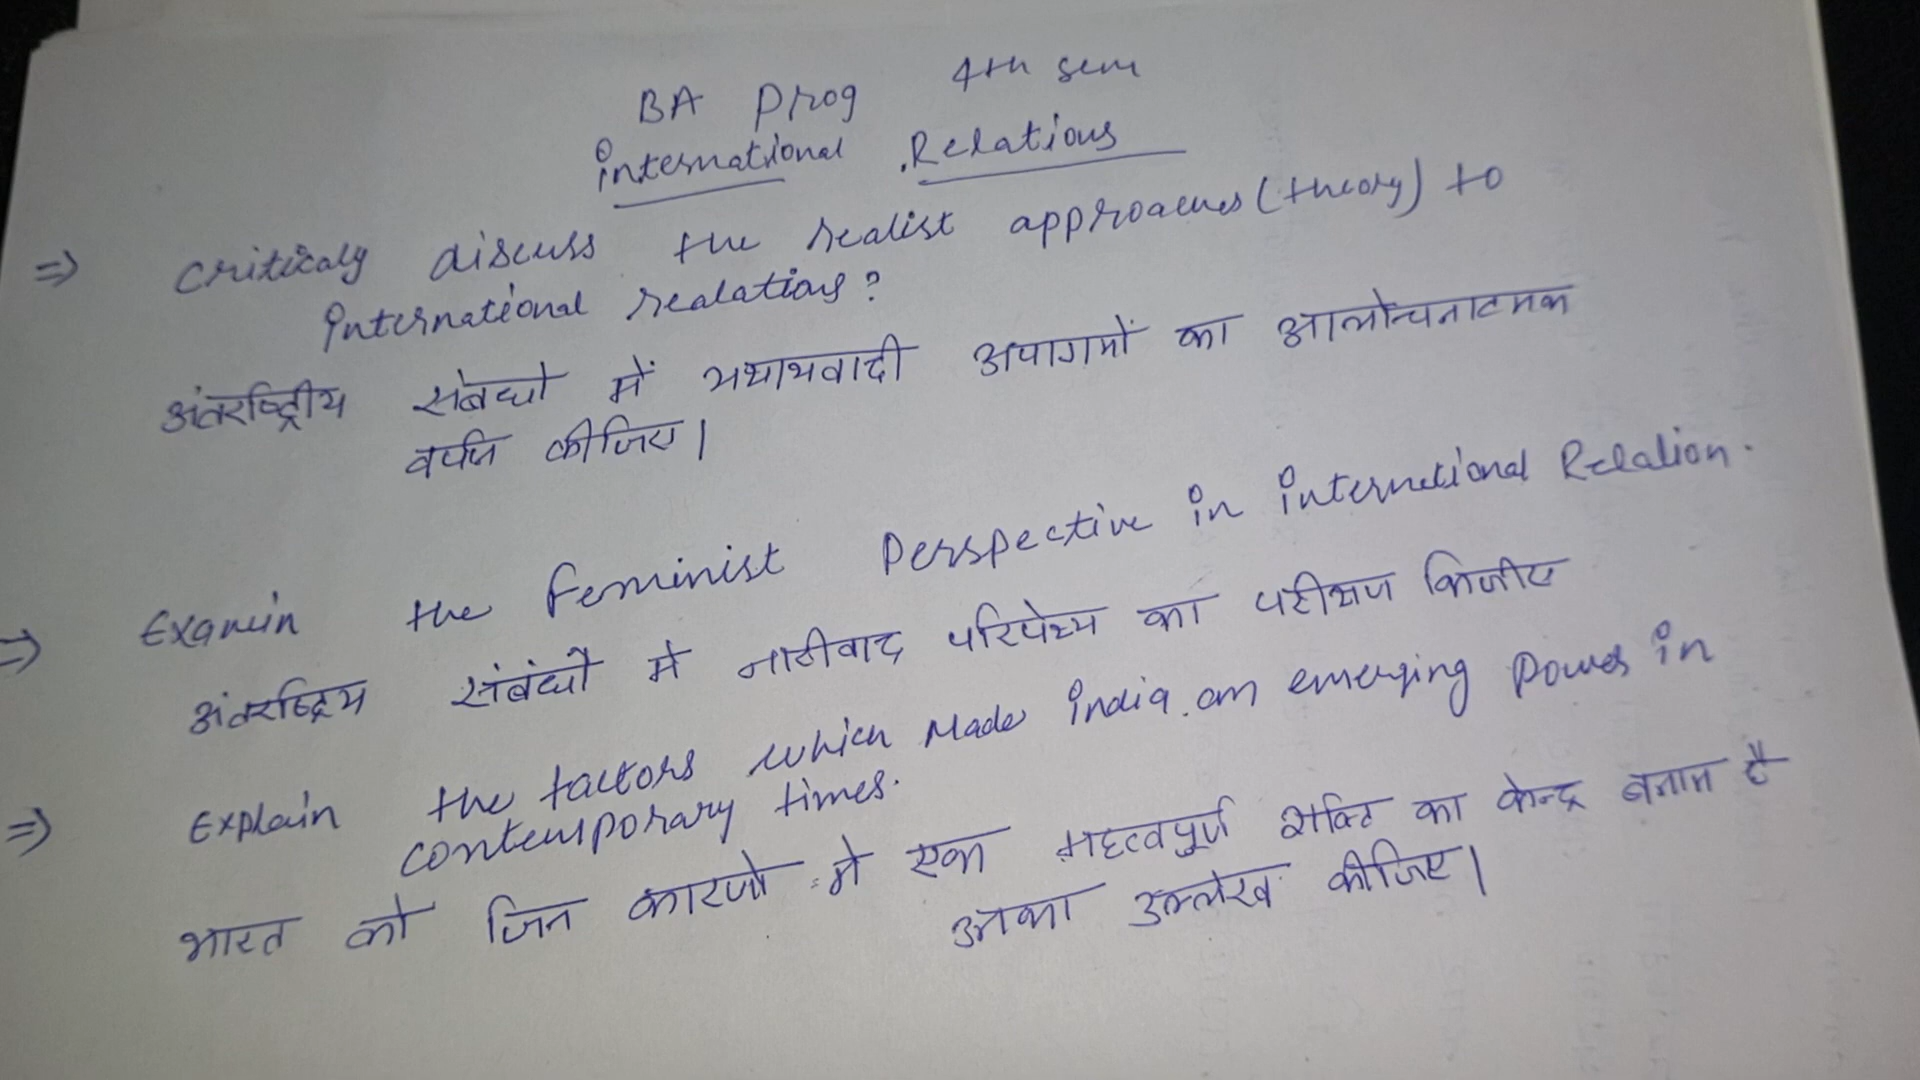 BA Prog 4th sem
International Relations
⇒ Criticaly discuss the realist approaches (theory) to
International realations?
अंतर्राष्ट्रीय संबंधो में यथाथवादी अपागमों का आलोचनात्मक
वर्णन कीजिए।
⇒ Examin the Feminist Perspective in International Relation.
अंतर्राष्ट्रिय संबंधों मे नारीवाद परिपेक्ष्य का परीक्षण किजीए
⇒ Explain the factors which Made India an emerging power in
contemporary times.
भारत को जिन कारणो मे एक महत्वपूर्ण शक्ति का केन्द्र बनाता है
उनका उल्लेख कीजिए।